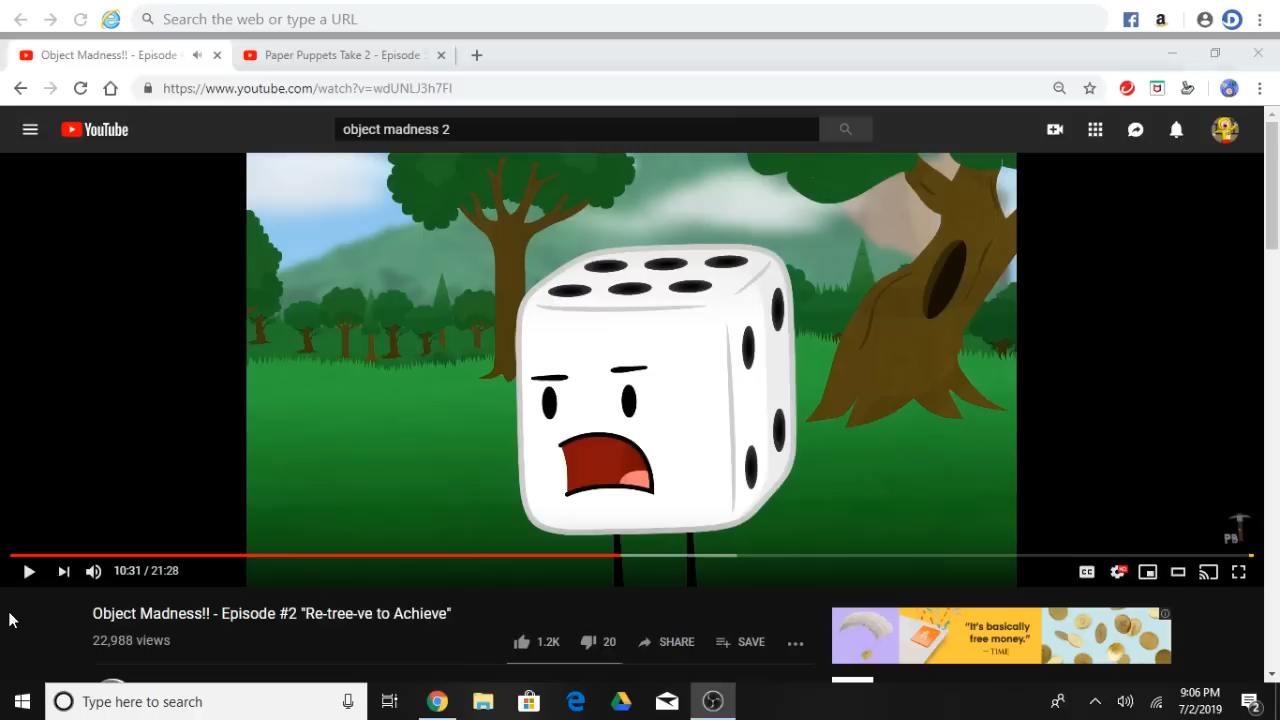 Search the web or type a URL
Object Madness!! - Episode
Paper Puppets Take 2 - Episode
https://www.youtube.com/watch?v=wdUNLJ3h7FI
YouTube
object madness 2
PB
10:31 / 21:28
CC
HD
Object Madness!! - Episode #2 "Re-tree-ve to Achieve"
22,988 views
1.2K
20
SHARE
SAVE
"It's basically
free money."
— TIME
Type here to search
9:06 PM
7/2/2019
2